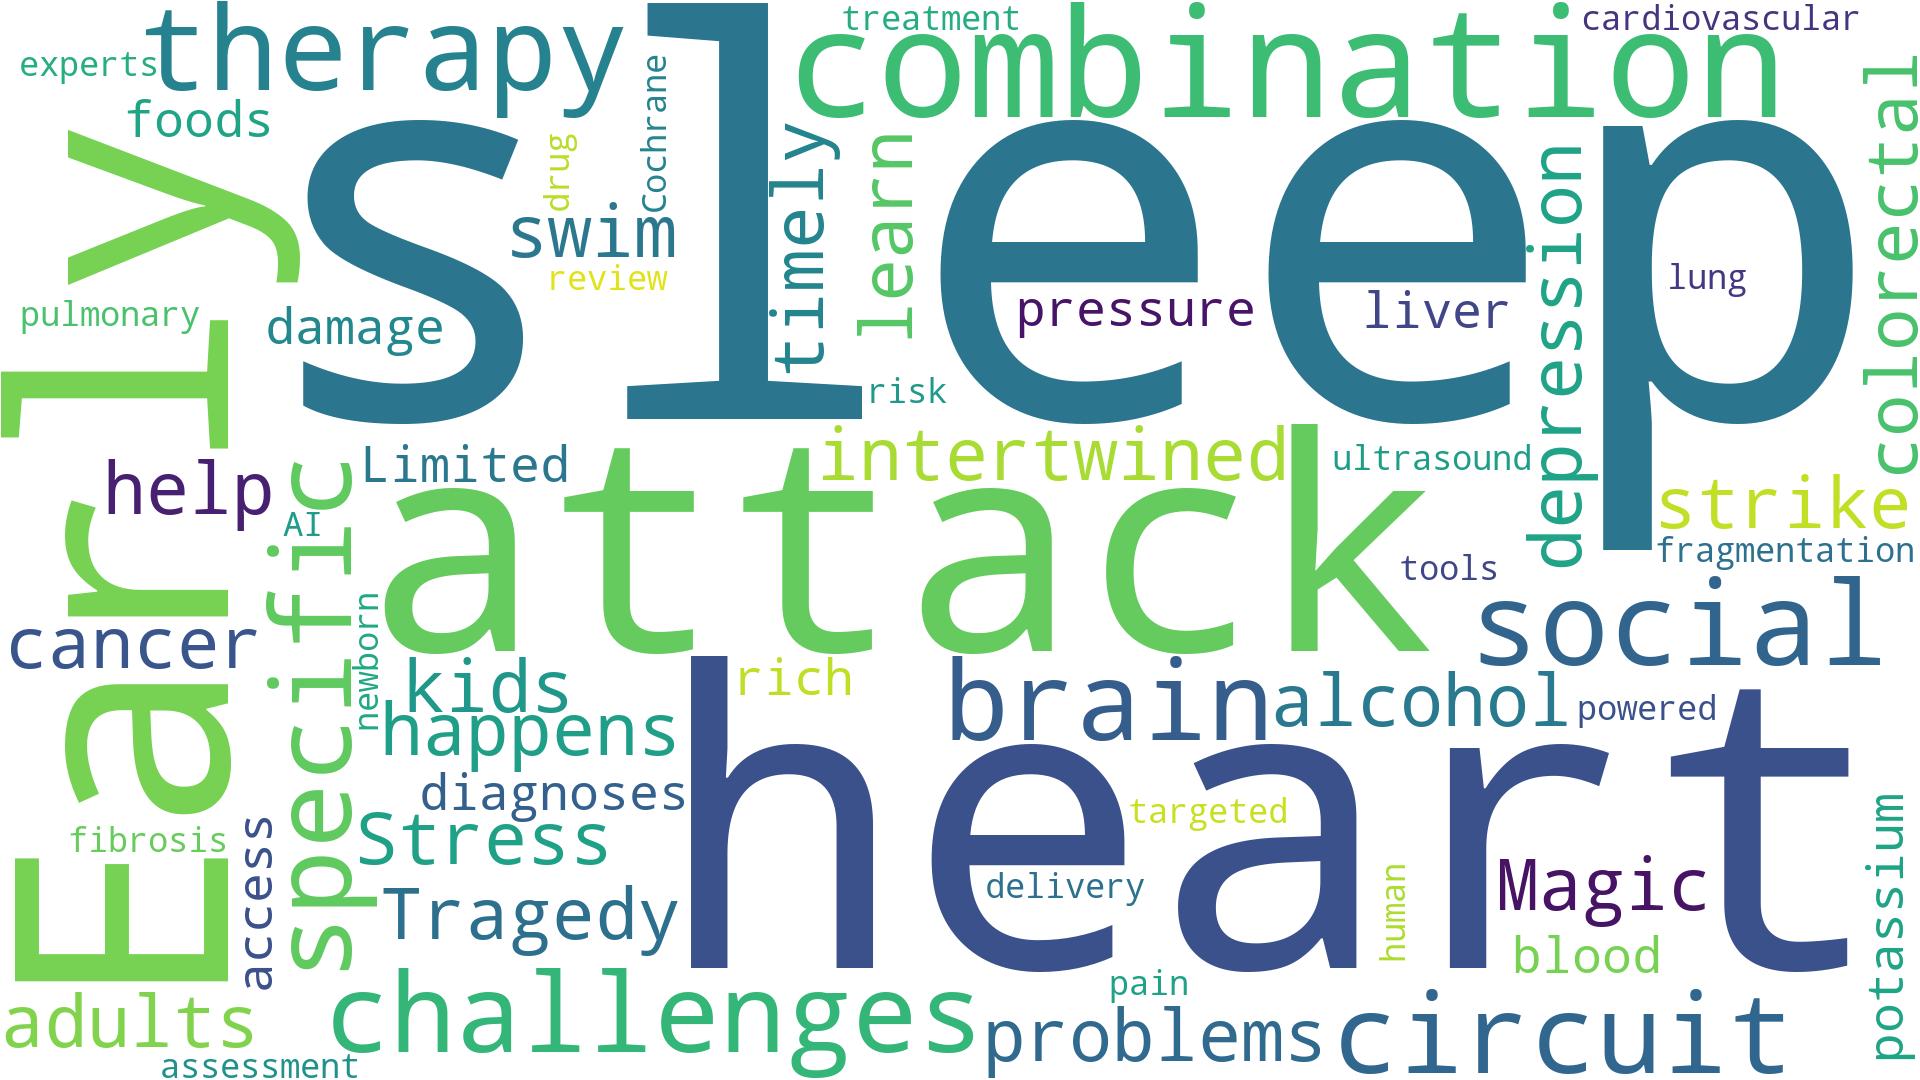 therapy
treatment
combination
cardiovascular
experts
foods
sleep
drug
Cochrane
timely
learn
colorectal
swim
review
Early
pulmonary
damage
pressure
liver
lung
depression
risk
help
Limited
attack
intertwined
ultrasound
strike
AI
specific
tools
fragmentation
cancer
newborn
kids
rich
brain
social
happens
heart
alcohol
powered
diagnoses
targeted
fibrosis
access
Stress
potassium
Tragedy
delivery
human
Magic
blood
adults
challenges
pain
problems
circuit
assessment